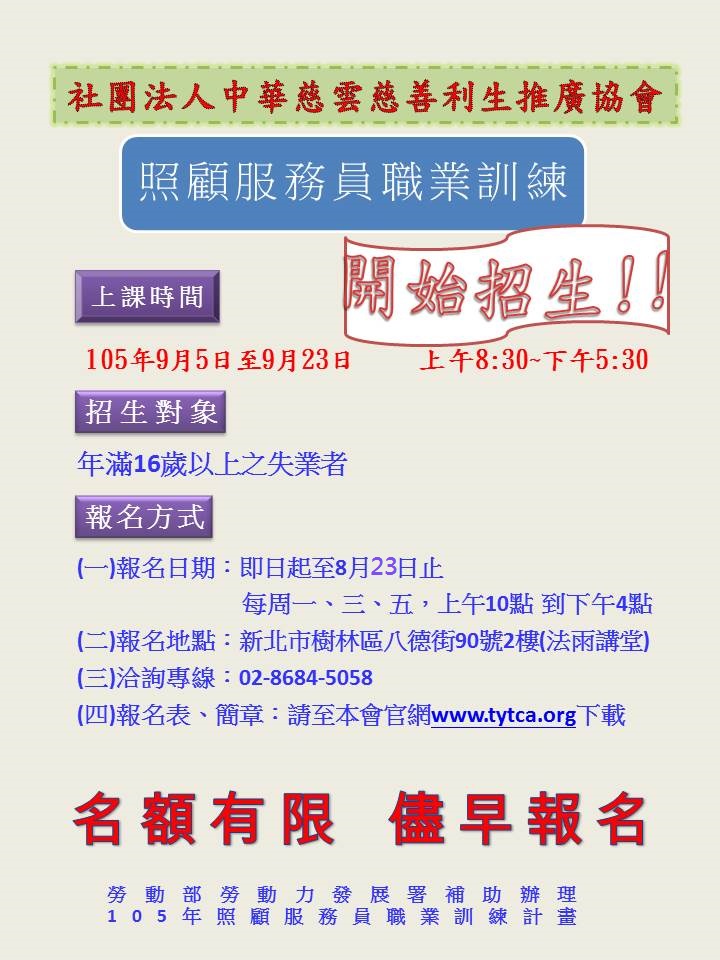 社團法人中華慈雲慈善利生推廣協會
照顧服務員職業訓練
開始招生!!
上課時間
105年9月5日至9月23日 上午8:30~下午5:30
招生對象
年滿16歲以上之失業者
報名方式
(一)報名日期：即日起至8月23日止
每周一、三、五，上午10點 到下午4點
(二)報名地點：新北市樹林區八德街90號2樓(法雨講堂)
(三)洽詢專線：02-8684-5058
(四)報名表、簡章：請至本會官網www.tytca.org下載
名額有限 儘早報名
勞動部勞動力發展署補助辦理
105年照顧服務員職業訓練計畫